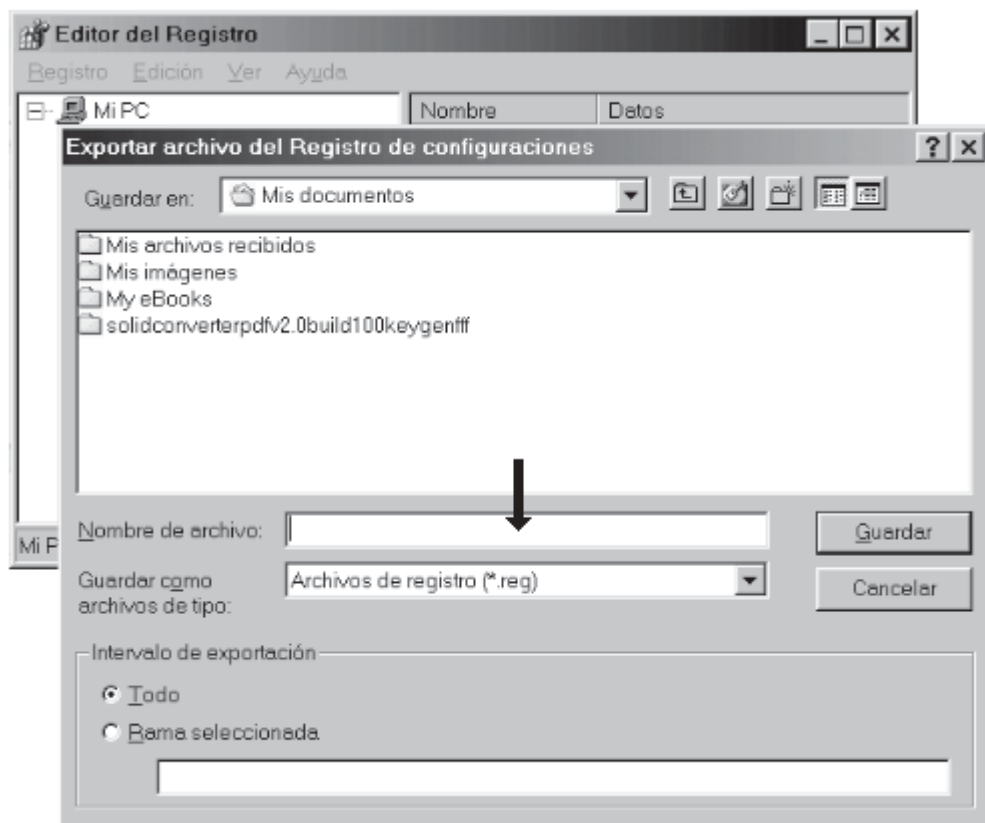 Editor del Registro
Registro Edición Ver Ayuda
Mi PC
Nombre Datos
Exportar archivo del Registro de configuraciones
Guardar en: Mis documentos
Mis archivos recibidos
Mis imágenes
My eBooks
solidconverterpdfv2.0build100keygenfff
Mi P
Nombre de archivo:
Guardar
Guardar como archivos de tipo: Archivos de registro (*.reg)
Cancelar
Intervalo de exportación
Todo
Rama seleccionada